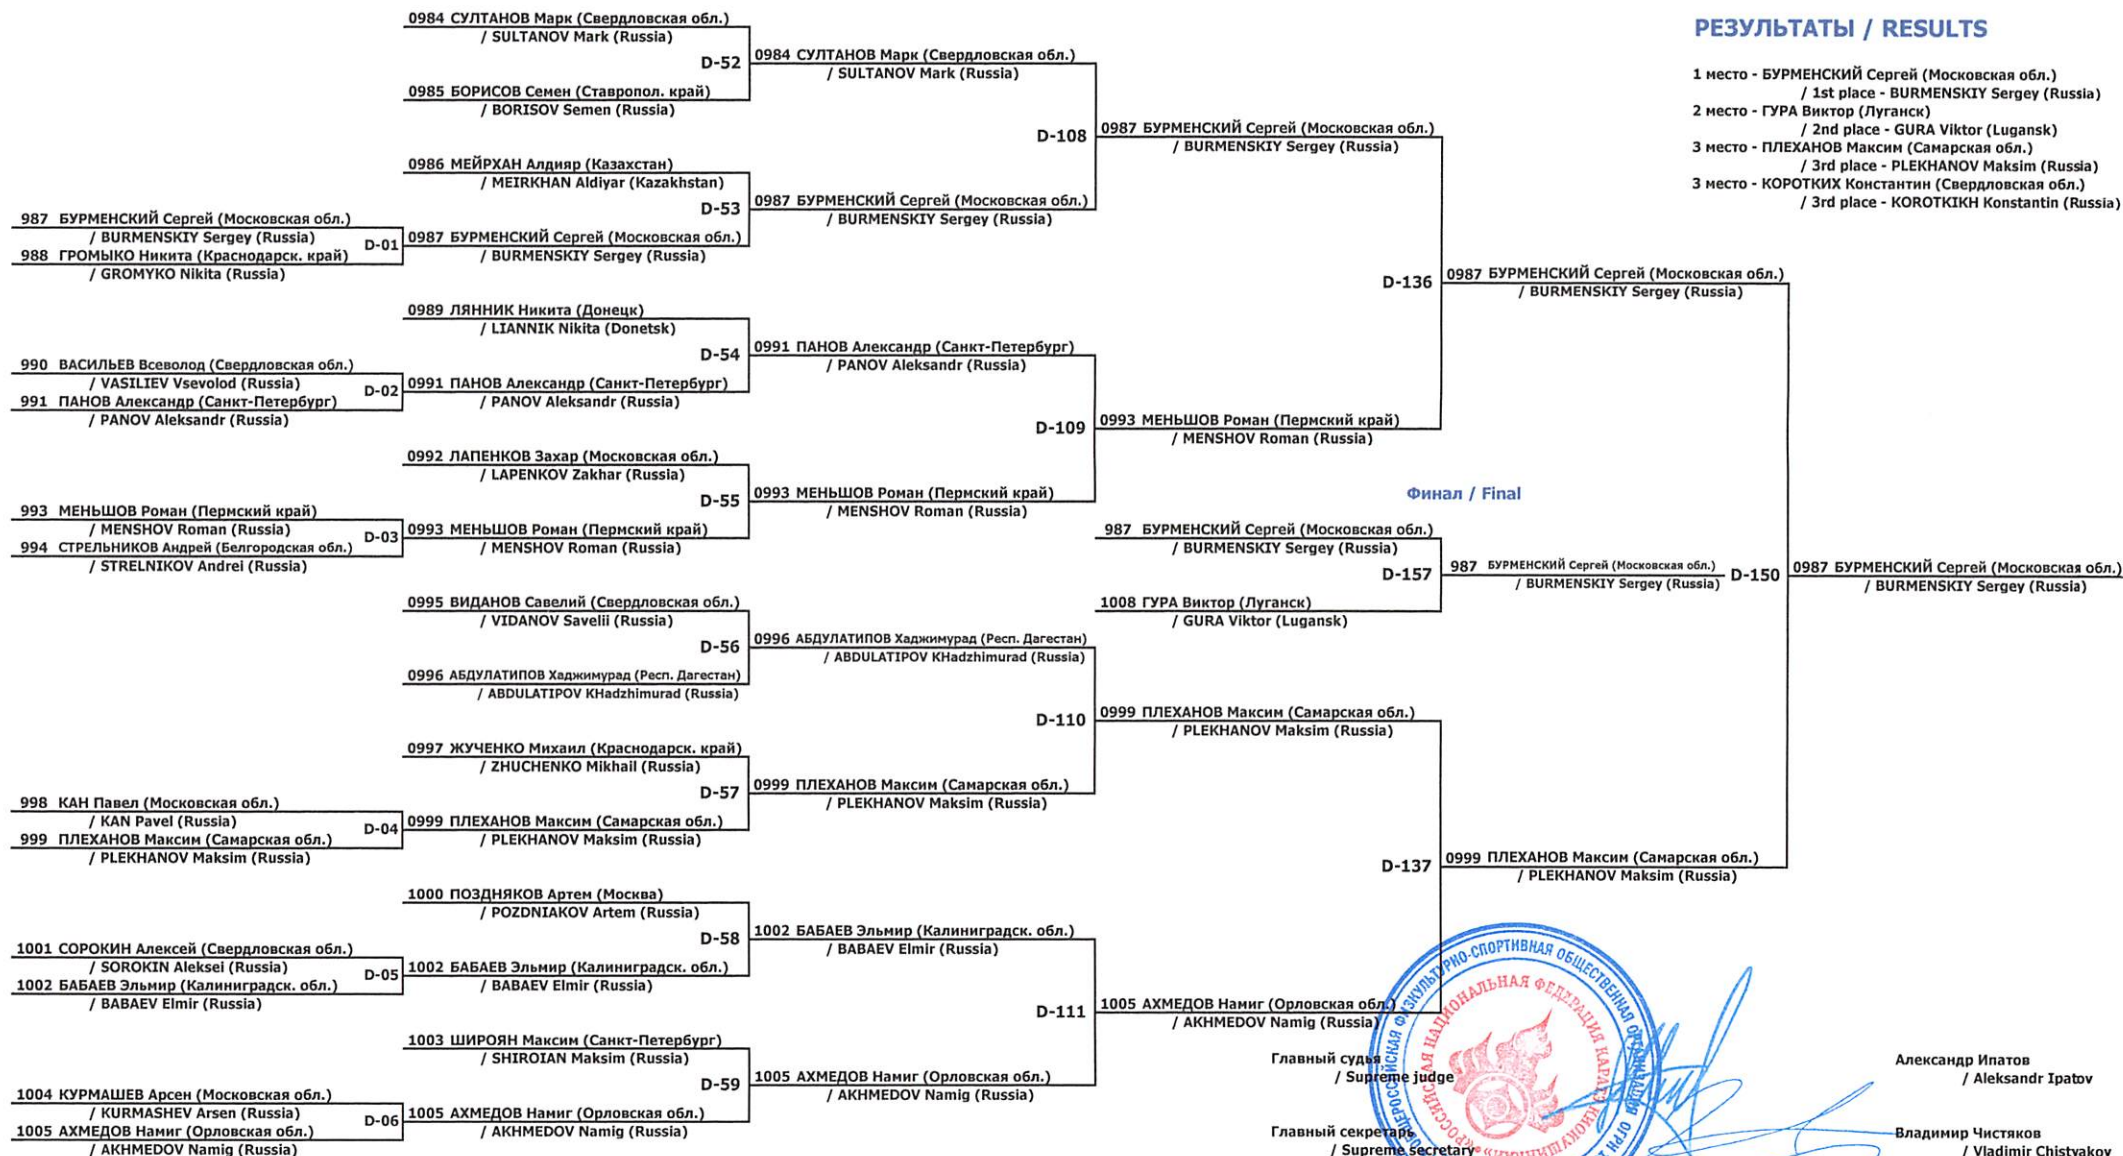 РЕЗУЛЬТАТЫ / RESULTS
1 место - БУРМЕНСКИЙ Сергей (Московская обл.)
/ 1st place - BURMENSKIY Sergey (Russia)
2 место - ГУРА Виктор (Луганск)
/ 2nd place - GURA Viktor (Lugansk)
3 место - ПЛЕХАНОВ Максим (Самарская обл.)
/ 3rd place - PLEKHANOV Maksim (Russia)
3 место - КОРОТКИХ Константин (Свердловская обл.)
/ 3rd place - KOROTKIKH Konstantin (Russia)
987 БУРМЕНСКИЙ Сергей (Московская обл.)
/ BURMENSKIY Sergey (Russia)
D-01
988 ГРОМЫКО Никита (Краснодарск. край)
/ GROMYKO Nikita (Russia)
990 ВАСИЛЬЕВ Всеволод (Свердловская обл.)
/ VASILIEV Vsevolod (Russia)
D-02
991 ПАНОВ Александр (Санкт-Петербург)
/ PANOV Aleksandr (Russia)
993 МЕНЬШОВ Роман (Пермский край)
/ MENSHOV Roman (Russia)
D-03
994 СТРЕЛЬНИКОВ Андрей (Белгородская обл.)
/ STRELNIKOV Andrei (Russia)
998 КАН Павел (Московская обл.)
/ KAN Pavel (Russia)
D-04
999 ПЛЕХАНОВ Максим (Самарская обл.)
/ PLEKHANOV Maksim (Russia)
1001 СОРОКИН Алексей (Свердловская обл.)
/ SOROKIN Aleksei (Russia)
D-05
1002 БАБАЕВ Эльмир (Калиниградск. обл.)
/ BABAEV Elmir (Russia)
1004 КУРМАШЕВ Арсен (Московская обл.)
/ KURMASHEV Arsen (Russia)
D-06
1005 АХМЕДОВ Намиг (Орловская обл.)
/ AKHMEDOV Namig (Russia)
0984 СУЛТАНОВ Марк (Свердловская обл.)
/ SULTANOV Mark (Russia)
D-52
0985 БОРИСОВ Семен (Ставропол. край)
/ BORISOV Semen (Russia)
0986 МЕЙРХАН Алдияр (Казахстан)
/ MEIRKHAN Aldiyar (Kazakhstan)
D-53
0987 БУРМЕНСКИЙ Сергей (Московская обл.)
/ BURMENSKIY Sergey (Russia)
0989 ЛЯННИК Никита (Донецк)
/ LIANNIK Nikita (Donetsk)
D-54
0991 ПАНОВ Александр (Санкт-Петербург)
/ PANOV Aleksandr (Russia)
0992 ЛАПЕНКОВ Захар (Московская обл.)
/ LAPENKOV Zakhar (Russia)
D-55
0993 МЕНЬШОВ Роман (Пермский край)
/ MENSHOV Roman (Russia)
0995 ВИДАНОВ Савелий (Свердловская обл.)
/ VIDANOV Savelii (Russia)
D-56
0996 АБДУЛАТИПОВ Хаджимурад (Респ. Дагестан)
/ ABDULATIPOV KHadzhimurad (Russia)
0997 ЖУЧЕНКО Михаил (Краснодарск. край)
/ ZHUCHENKO Mikhail (Russia)
D-57
0999 ПЛЕХАНОВ Максим (Самарская обл.)
/ PLEKHANOV Maksim (Russia)
1000 ПОЗДНЯКОВ Артем (Москва)
/ POZDNIAKOV Artem (Russia)
D-58
1002 БАБАЕВ Эльмир (Калиниградск. обл.)
/ BABAEV Elmir (Russia)
1003 ШИРОЯН Максим (Санкт-Петербург)
/ SHIROIAN Maksim (Russia)
D-59
1005 АХМЕДОВ Намиг (Орловская обл.)
/ AKHMEDOV Namig (Russia)
0984 СУЛТАНОВ Марк (Свердловская обл.)
/ SULTANOV Mark (Russia)
D-108
0987 БУРМЕНСКИЙ Сергей (Московская обл.)
/ BURMENSKIY Sergey (Russia)
0991 ПАНОВ Александр (Санкт-Петербург)
/ PANOV Aleksandr (Russia)
D-109
0993 МЕНЬШОВ Роман (Пермский край)
/ MENSHOV Roman (Russia)
0996 АБДУЛАТИПОВ Хаджимурад (Респ. Дагестан)
/ ABDULATIPOV KHadzhimurad (Russia)
D-110
0999 ПЛЕХАНОВ Максим (Самарская обл.)
/ PLEKHANOV Maksim (Russia)
1002 БАБАЕВ Эльмир (Калиниградск. обл.)
/ BABAEV Elmir (Russia)
D-111
1005 АХМЕДОВ Намиг (Орловская обл.)
/ AKHMEDOV Namig (Russia)
0987 БУРМЕНСКИЙ Сергей (Московская обл.)
/ BURMENSKIY Sergey (Russia)
D-136
0993 МЕНЬШОВ Роман (Пермский край)
/ MENSHOV Roman (Russia)
Финал / Final
987 БУРМЕНСКИЙ Сергей (Московская обл.)
/ BURMENSKIY Sergey (Russia)
D-157
1008 ГУРА Виктор (Луганск)
/ GURA Viktor (Lugansk)
987 БУРМЕНСКИЙ Сергей (Московская обл.)
/ BURMENSKIY Sergey (Russia)
0999 ПЛЕХАНОВ Максим (Самарская обл.)
/ PLEKHANOV Maksim (Russia)
D-137
1005 АХМЕДОВ Намиг (Орловская обл.)
/ AKHMEDOV Namig (Russia)
0987 БУРМЕНСКИЙ Сергей (Московская обл.)
/ BURMENSKIY Sergey (Russia)
D-150
0999 ПЛЕХАНОВ Максим (Самарская обл.)
/ PLEKHANOV Maksim (Russia)
0987 БУРМЕНСКИЙ Сергей (Московская обл.)
/ BURMENSKIY Sergey (Russia)
Главный судья
/ Supreme judge
Александр Ипатов
/ Aleksandr Ipatov
Главный секретарь
/ Supreme secretary
Владимир Чистяков
/ Vladimir Chistyakov
ОБЩЕРОССИЙСКАЯ ФИЗКУЛЬТУРНО-СПОРТИВНАЯ ОБЩЕСТВЕННАЯ ОРГАНИЗАЦИЯ ОГРН
«РОССИЙСКАЯ НАЦИОНАЛЬНАЯ ФЕДЕРАЦИЯ КАРАТЭ КИОКУШИНКАЙ»